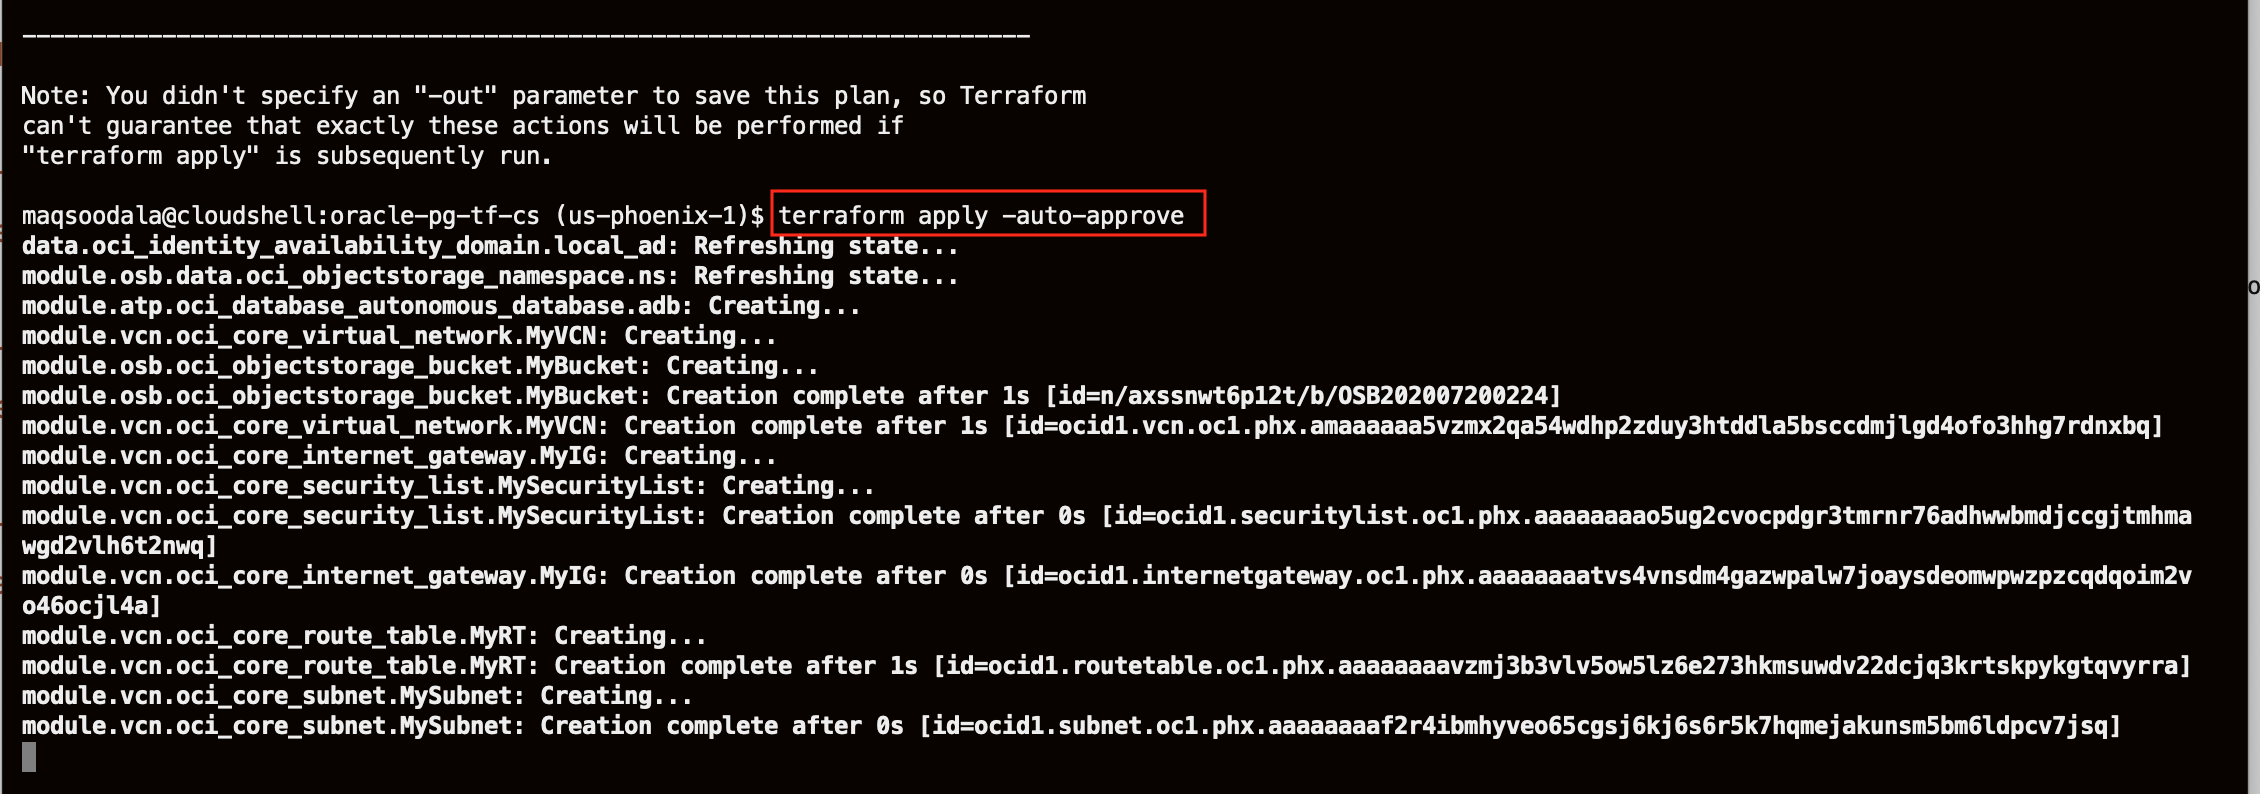 ------------------------------------------------------------------------
Note: You didn't specify an "-out" parameter to save this plan, so Terraform
can't guarantee that exactly these actions will be performed if
"terraform apply" is subsequently run.
maqsoodala@cloudshell:oracle-pg-tf-cs (us-phoenix-1)$ terraform apply -auto-approve
data.oci_identity_availability_domain.local_ad: Refreshing state...
module.osb.data.oci_objectstorage_namespace.ns: Refreshing state...
module.atp.oci_database_autonomous_database.adb: Creating...
module.vcn.oci_core_virtual_network.MyVCN: Creating...
module.osb.oci_objectstorage_bucket.MyBucket: Creating...
module.osb.oci_objectstorage_bucket.MyBucket: Creation complete after 1s [id=n/axssnwt6p12t/b/OSB202007200224]
module.vcn.oci_core_virtual_network.MyVCN: Creation complete after 1s [id=ocid1.vcn.oc1.phx.amaaaaaa5vzmx2qa54wdhp2zduy3htddla5bsccdmjlgd4ofo3hhg7rdnxbq]
module.vcn.oci_core_internet_gateway.MyIG: Creating...
module.vcn.oci_core_security_list.MySecurityList: Creating...
module.vcn.oci_core_security_list.MySecurityList: Creation complete after 0s [id=ocid1.securitylist.oc1.phx.aaaaaaaao5ug2cvocpdgr3tmrnr76adhwwbmdjccgjtmhma
wgd2vlh6t2nwq]
module.vcn.oci_core_internet_gateway.MyIG: Creation complete after 0s [id=ocid1.internetgateway.oc1.phx.aaaaaaaatvs4vnsdm4gazwpalw7joaysdeomwpwzpzcqdqoim2v
o46ocjl4a]
module.vcn.oci_core_route_table.MyRT: Creating...
module.vcn.oci_core_route_table.MyRT: Creation complete after 1s [id=ocid1.routetable.oc1.phx.aaaaaaaavzmj3b3vlv5ow5lz6e273hkmsuwdv22dcjq3krtskpykgtqvyrra]
module.vcn.oci_core_subnet.MySubnet: Creating...
module.vcn.oci_core_subnet.MySubnet: Creation complete after 0s [id=ocid1.subnet.oc1.phx.aaaaaaaaf2r4ibmhyveo65cgsj6kj6s6r5k7hqmejakunsm5bm6ldpcv7jsq]